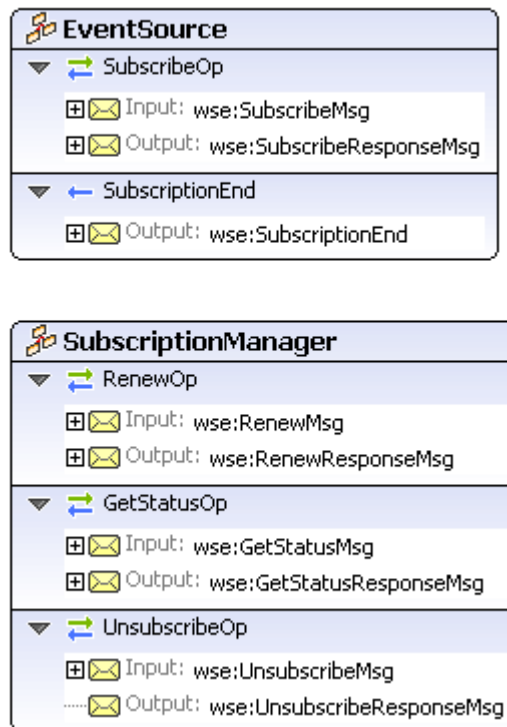 EventSource
SubscribeOp
Input: wse:SubscribeMsg
Output: wse:SubscribeResponseMsg
SubscriptionEnd
Output: wse:SubscriptionEnd
SubscriptionManager
RenewOp
Input: wse:RenewMsg
Output: wse:RenewResponseMsg
GetStatusOp
Input: wse:GetStatusMsg
Output: wse:GetStatusResponseMsg
UnsubscribeOp
Input: wse:UnsubscribeMsg
Output: wse:UnsubscribeResponseMsg